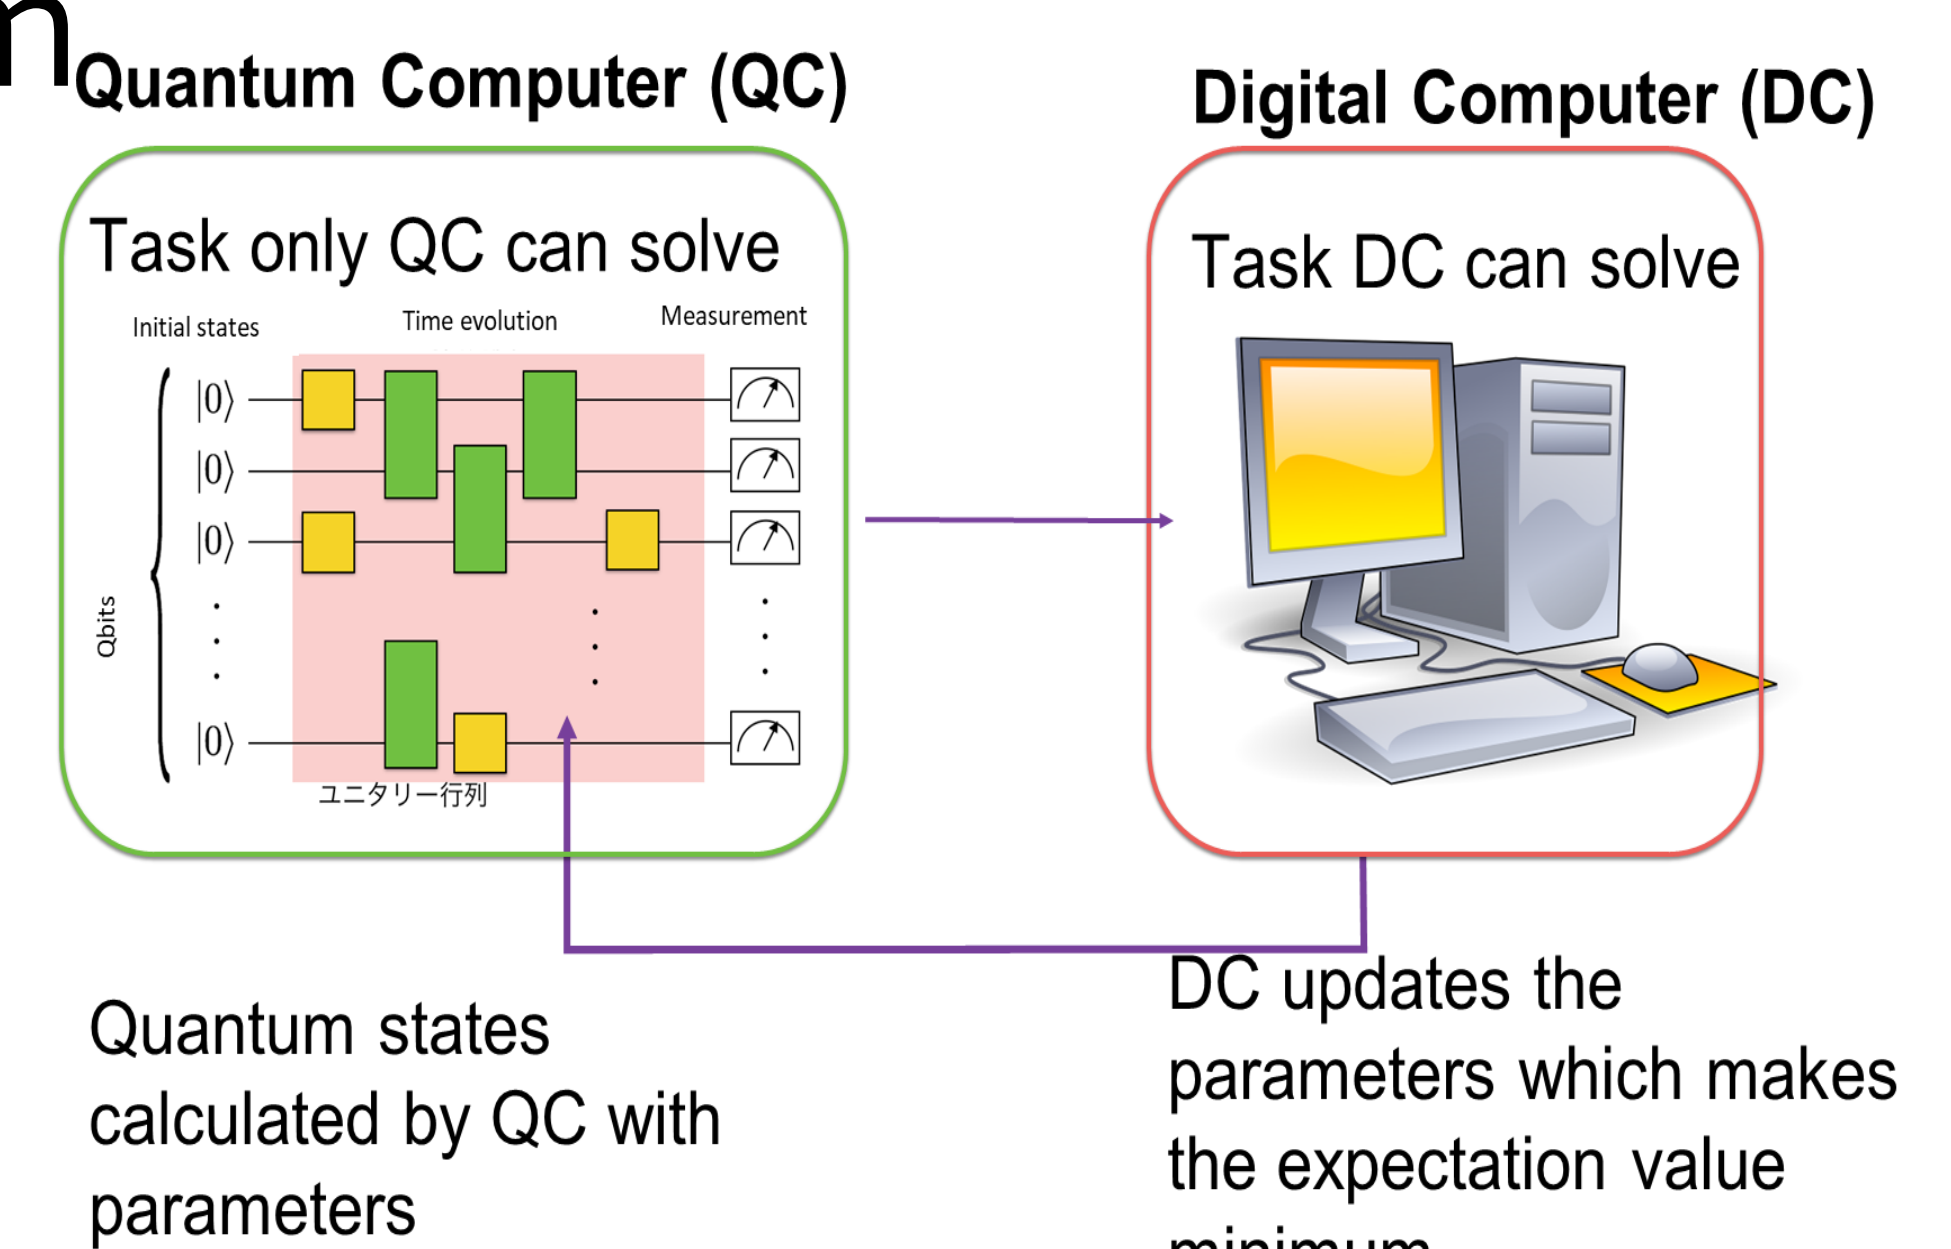 n
Quantum Computer (QC)
Digital Computer (DC)
Task only QC can solve
Initial states
Time evolution
Measurement
|0⟩
|0⟩
|0⟩
|0⟩
Qbits
ユニタリー行列
Task DC can solve
Quantum states
calculated by QC with
parameters
DC updates the
parameters which makes
the expectation value
minimum